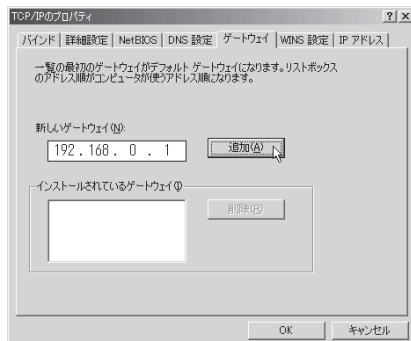 TCP/IPのプロパティ
バインド 詳細設定 NetBIOS DNS 設定 ゲートウェイ WINS 設定 IP アドレス
一覧の最初のゲートウェイがデフォルト ゲートウェイになります。リストボックス
のアドレス順がコンピュータが使うアドレス順になります。
新しいゲートウェイ(N):
192.168. 0 . 1
追加(A)
インストールされているゲートウェイ(I)
削除(R)
OK キャンセル